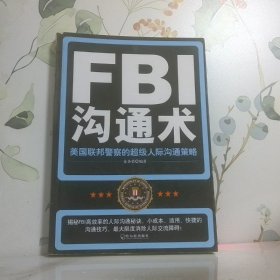 FBI
沟通术
美国联邦警察的超级人际沟通策略
揭秘FBI高效率的人际沟通秘诀，小成本、适用、快捷的
沟通技巧，最大限度消除人际交流障碍！